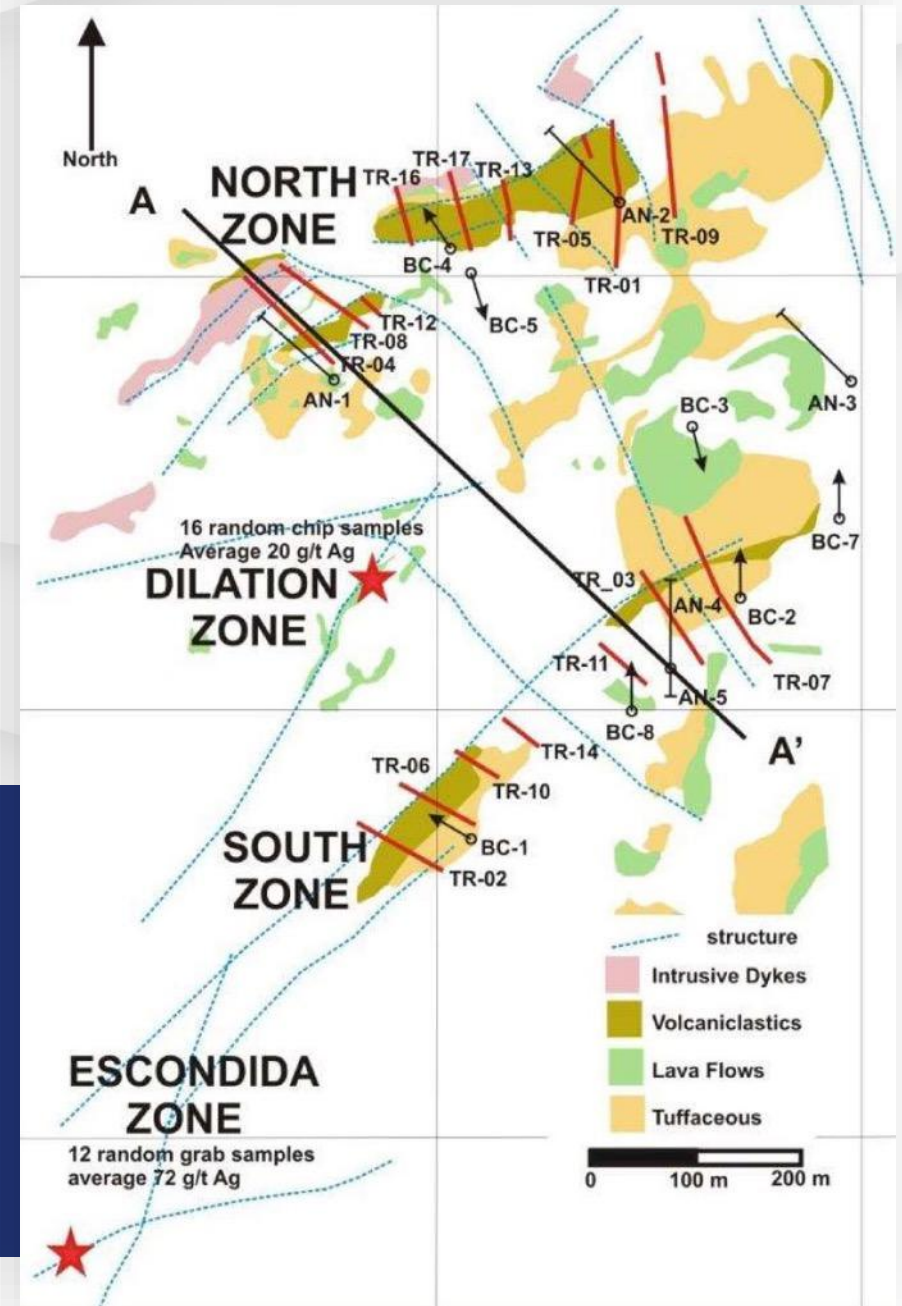 North
A
NORTH
ZONE
TR-16
TR-17
TR-13
BC-4
BC-5
TR-05
AN-2
TR-09
TR-01
TR-12
TR-08
TR-04
AN-1
AN-3
BC-3
BC-7
16 random chip samples
Average 20 g/t Ag
DILATION
ZONE
TR_03
AN-4
BC-2
TR-11
AN-5
TR-07
BC-8
A'
TR-14
TR-06
TR-10
SOUTH
ZONE
BC-1
TR-02
structure
Intrusive Dykes
Volcaniclastics
Lava Flows
Tuffaceous
0 100 m 200 m
ESCONDIDA
ZONE
12 random grab samples
average 72 g/t Ag